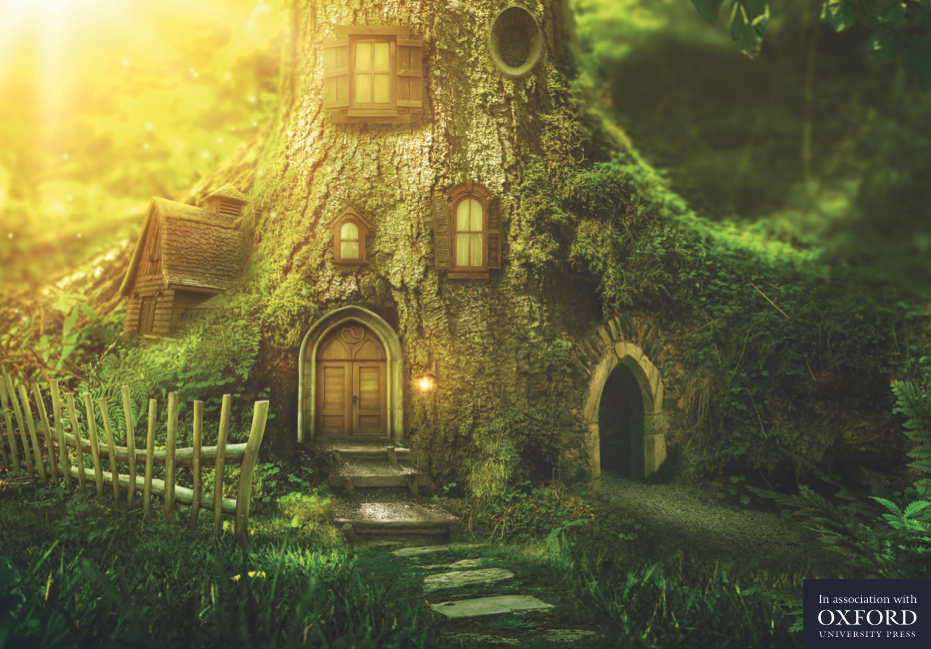 In association with
OXFORD
UNIVERSITY PRESS